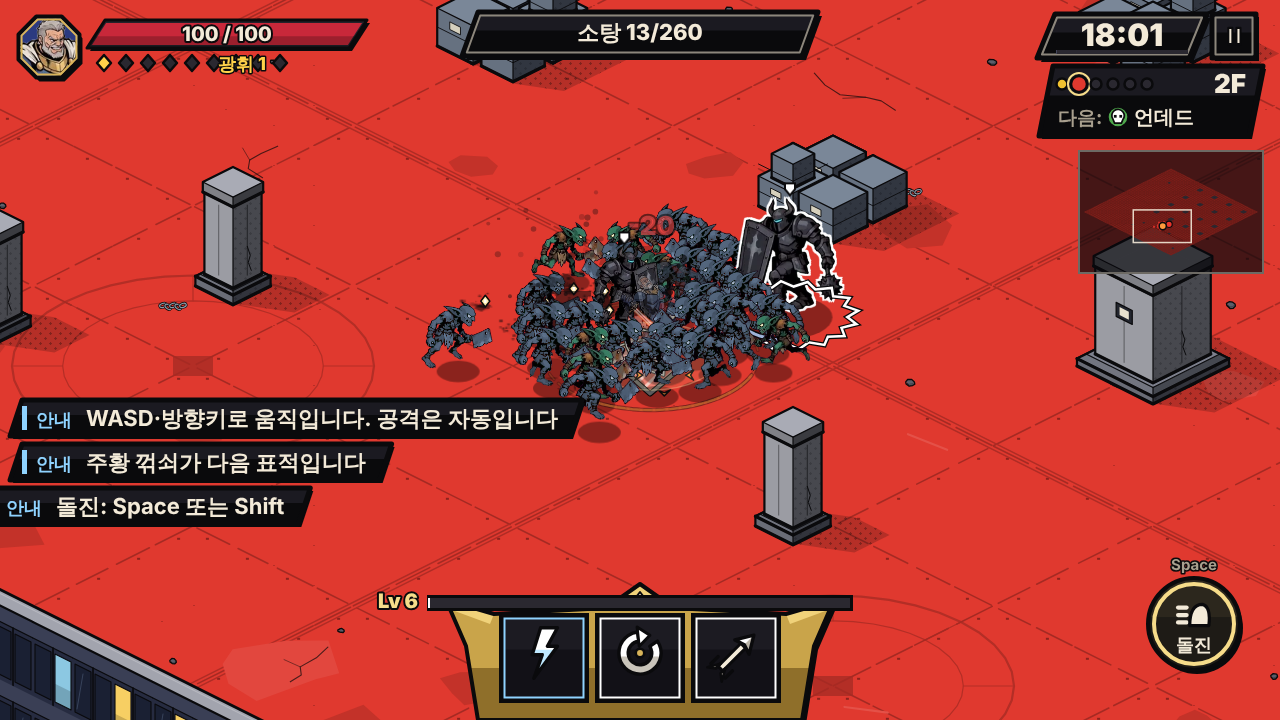 100 / 100
광휘 1
소탕 13/260
18:01
2F
다음: 언데드
-20
안내 WASD·방향키로 움직입니다. 공격은 자동입니다
안내 주황 꺾쇠가 다음 표적입니다
안내 돌진: Space 또는 Shift
Lv 6
Space
돌진